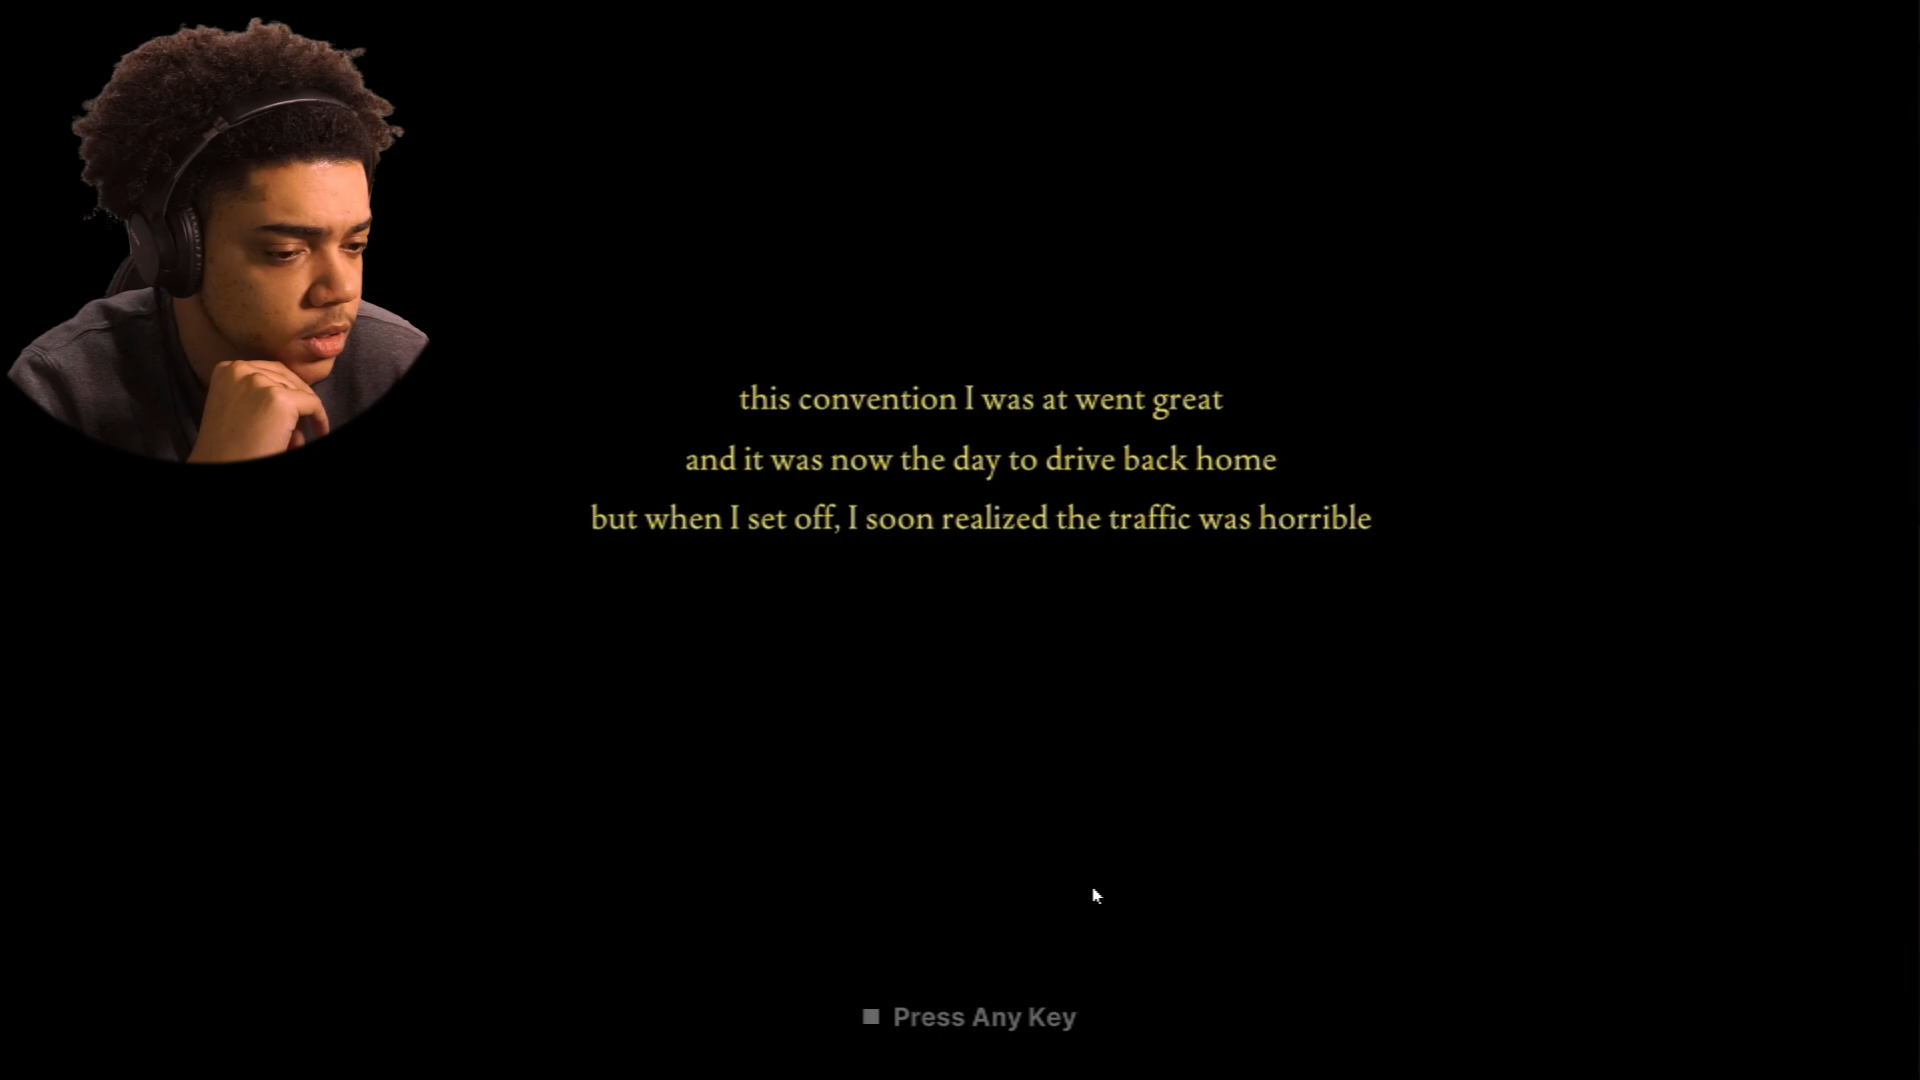 this convention I was at went great
and it was now the day to drive back home
but when I set off, I soon realized the traffic was horrible
Press Any Key